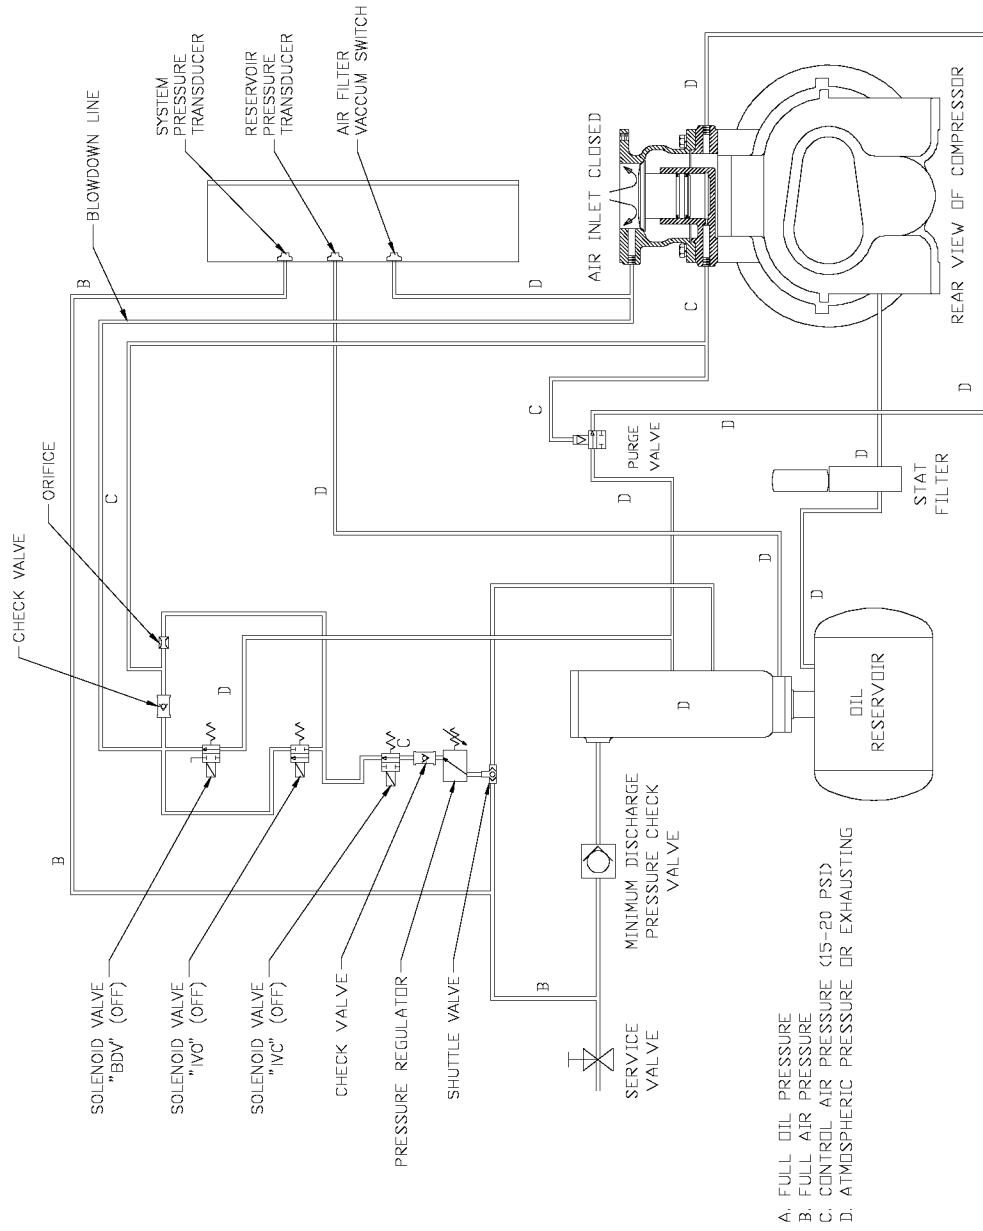 BLOWDOWN LINE
SYSTEM
PRESSURE
TRANSDUCER
RESERVOIR
PRESSURE
TRANSDUCER
AIR FILTER
VACCUM SWITCH
CHECK VALVE
ORIFICE
B
C
D
D
B
D
AIR INLET CLOSED
D
C
REAR VIEW OF COMPRESSOR
C
PURGE
VALVE
D
D
D
D
STAT
FILTER
D
D
D
OIL
RESERVOIR
C
B
SOLENOID VALVE
"BDV" (OFF)
SOLENOID VALVE
"IVO" (OFF)
SOLENOID VALVE
"IVC" (OFF)
CHECK VALVE
PRESSURE REGULATOR
SHUTTLE VALVE
B
MINIMUM DISCHARGE
PRESSURE CHECK
VALVE
SERVICE
VALVE
A. FULL OIL PRESSURE
B. FULL AIR PRESSURE
C. CONTROL AIR PRESSURE (15-20 PSI)
D. ATMOSPHERIC PRESSURE OR EXHAUSTING